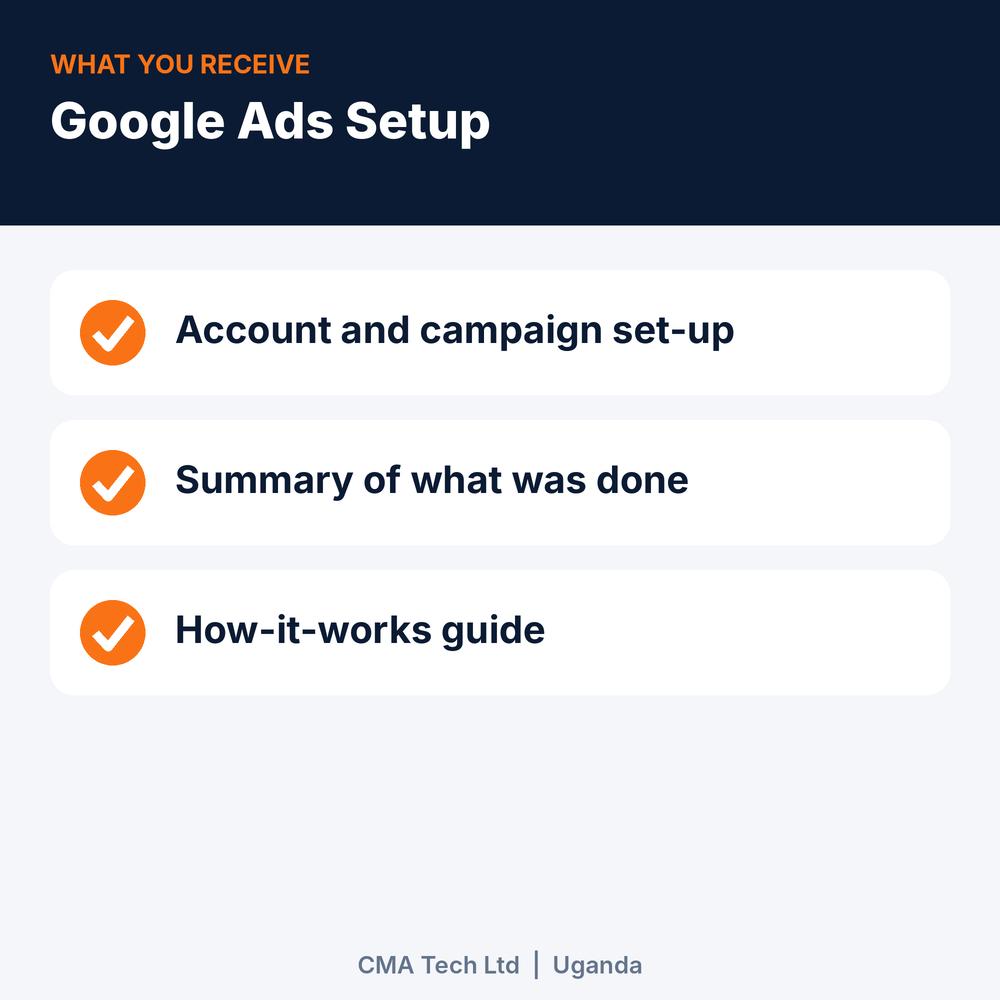 WHAT YOU RECEIVE
Google Ads Setup
Account and campaign set-up
Summary of what was done
How-it-works guide
CMA Tech Ltd | Uganda